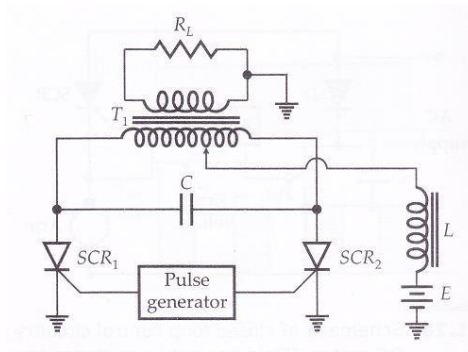 R_L
T_1
C
SCR_1
SCR_2
L
Pulse
generator
E